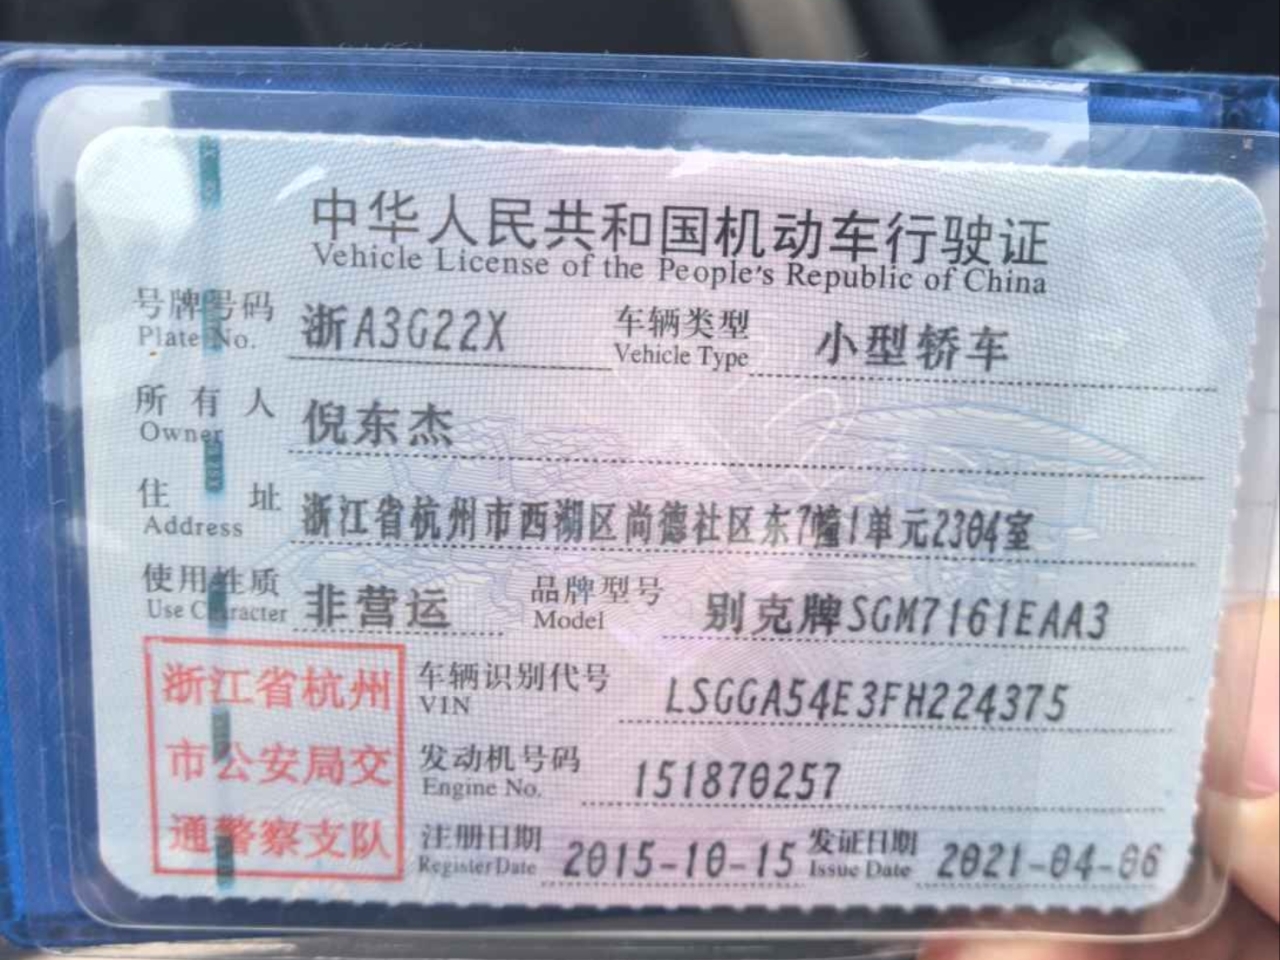 中华人民共和国机动车行驶证
Vehicle License of the People's Republic of China
号牌号码 浙A3G22X 车辆类型 小型轿车
Plate No. Vehicle Type
所有人 倪东杰
Owner
住址 浙江省杭州市西湖区尚德社区东7幢1单元2304室
Address
使用性质 非营运 品牌型号 别克牌SGM7161EAA3
Use Character Model
浙江省杭州
市公安局交
通警察支队
车辆识别代号 LSGGA54E3FH224375
VIN
发动机号码 151870257
Engine No.
注册日期 2015-10-15 发证日期 2021-04-06
Register Date Issue Date